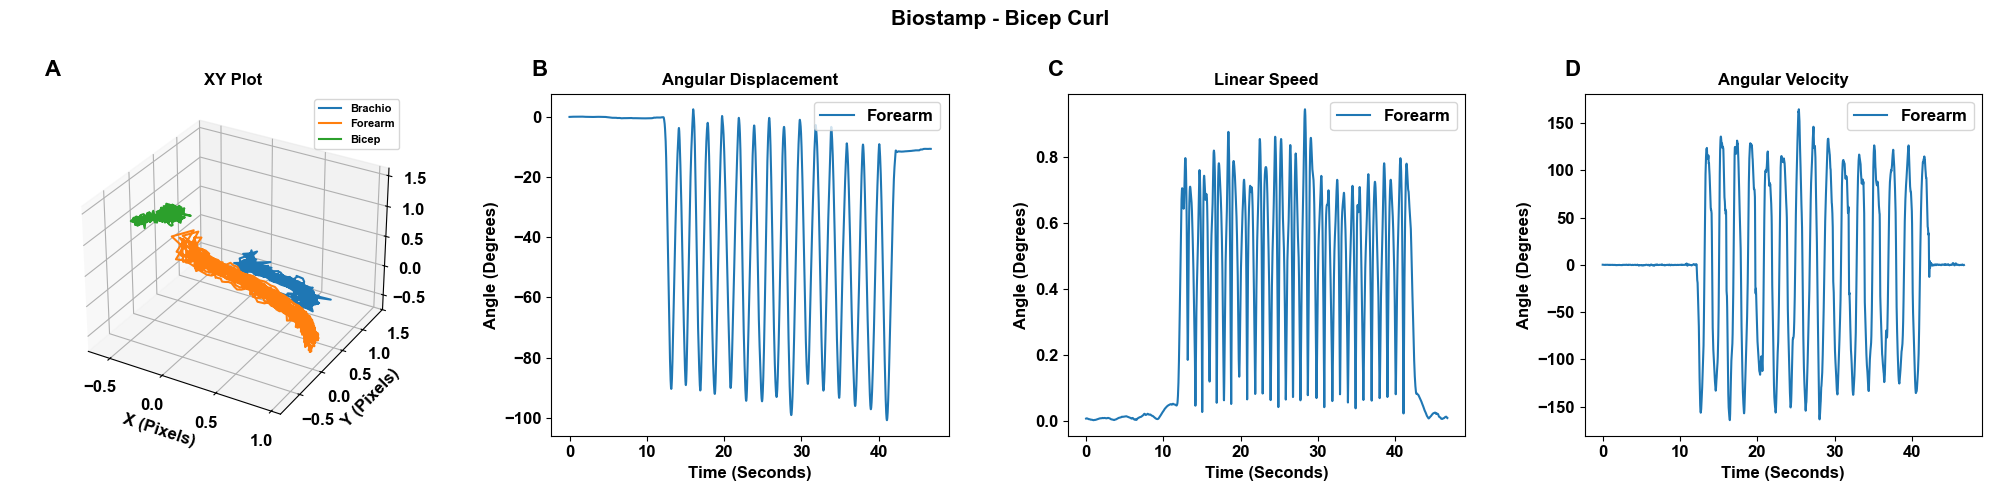 Biostamp - Bicep Curl
A
XY Plot
Brachio
Forearm
Bicep
1.5
1.0
0.5
0.0
−0.5
1.5
1.0
0.5
0.0
−0.5
Y (Pixels)
−0.5
0.0
0.5
1.0
X (Pixels)
B
Angular Displacement
Forearm
0
−20
−40
−60
−80
−100
Angle (Degrees)
0 10 20 30 40
Time (Seconds)
C
Linear Speed
Forearm
0.8
0.6
0.4
0.2
0.0
Angle (Degrees)
0 10 20 30 40
Time (Seconds)
D
Angular Velocity
Forearm
150
100
50
0
−50
−100
−150
Angle (Degrees)
0 10 20 30 40
Time (Seconds)